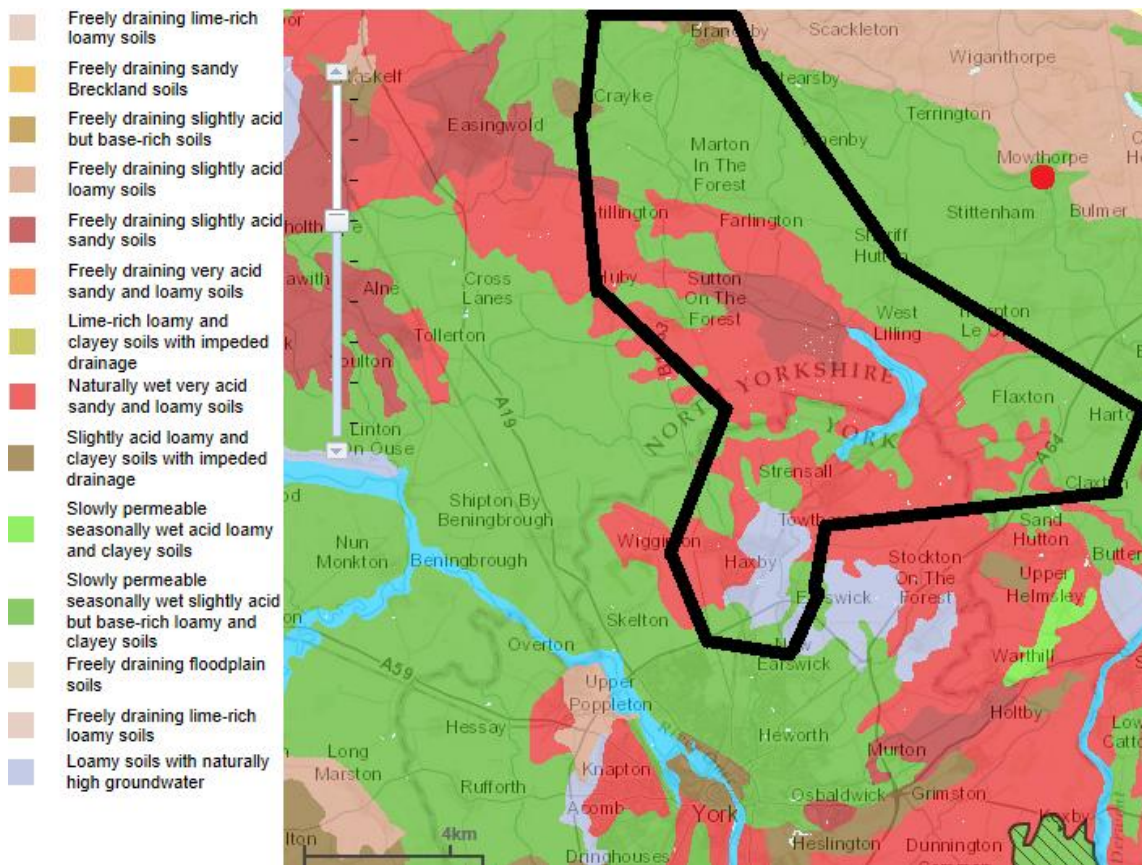 Freely draining lime-rich
loamy soils
Freely draining sandy
Breckland soils
Freely draining slightly acid
but base-rich soils
Freely draining slightly acid
loamy soils
Freely draining slightly acid
sandy soils
Freely draining very acid
sandy and loamy soils
Lime-rich loamy and
clayey soils with impeded
drainage
Naturally wet very acid
sandy and loamy soils
Slightly acid loamy and
clayey soils with impeded
drainage
Slowly permeable
seasonally wet acid loamy
and clayey soils
Slowly permeable
seasonally wet slightly acid
but base-rich loamy and
clayey soils
Freely draining floodplain
soils
Freely draining lime-rich
loamy soils
Loamy soils with naturally
high groundwater
Scackleton
Wiganthorpe
Crayke
Terrington
Easingwold
Marton
In The
Forest
Mowthorpe
Stittenham
Bulmer
Farlington
Cross
Lanes
Alne
Sutton
On The
Forest
Tollerton
West
Lilling
NORTH YORKSHIRE
YORK
Flaxton
A19
A64
Strensall
Shipton By
Beningbrough
Nun
Monkton
Beningbrough
Wigginton
Haxby
Sand
Hutton
Stockton
On The
Forest
Upper
Helmsley
Skelton
Overton
Earswick
Warthill
A59
Upper
Poppleton
Holtby
Hessay
Heworth
Murton
Long
Marston
Knapton
Rufforth
Acomb
York
Osbaldwick
Grimston
4km
Heslington
Dunnington
Dringhouses
Derwent